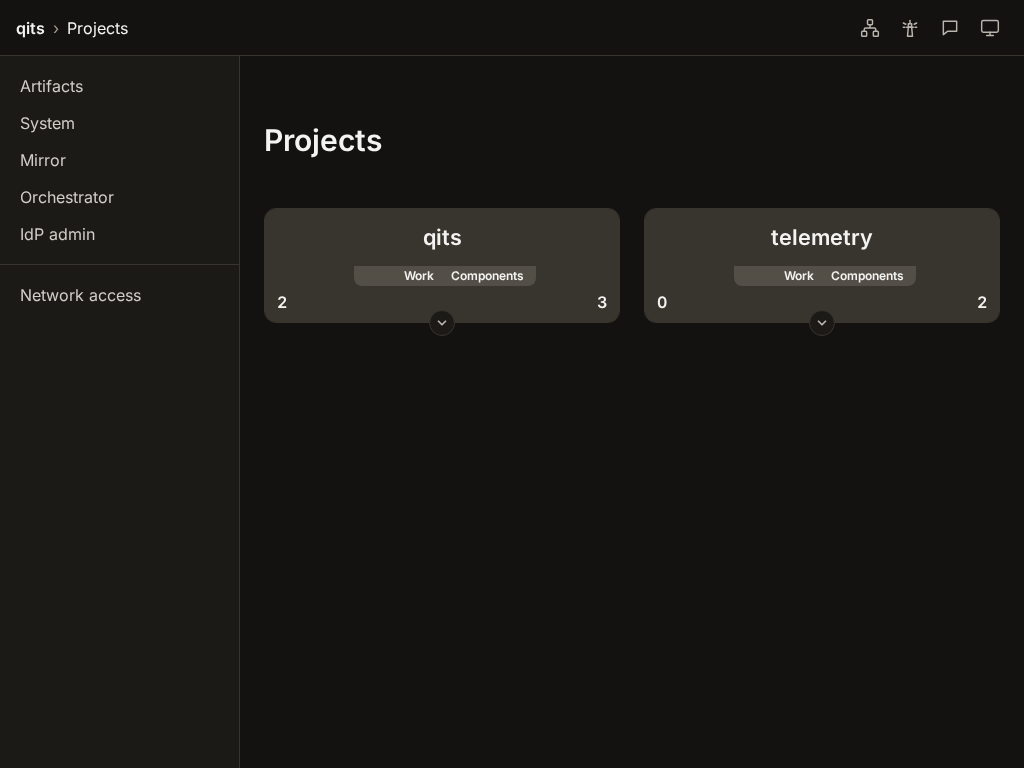 qits › Projects
Artifacts
System
Mirror
Orchestrator
IdP admin
Network access
Projects
qits
Work Components
2 3
telemetry
Work Components
0 2